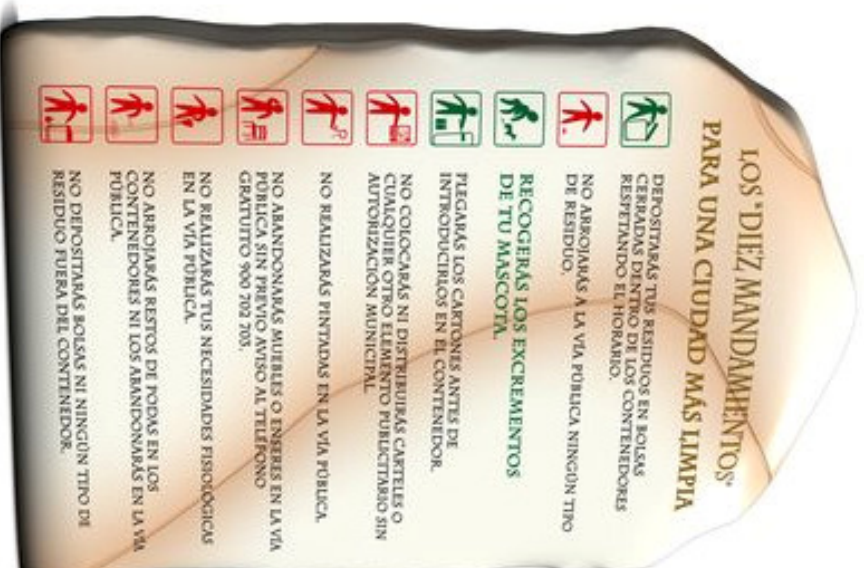 LOS "DIEZ MANDAMIENTOS"
PARA UNA CIUDAD MÁS LIMPIA
DEPOSITARÁS TUS RESIDUOS EN BOLSAS
CERRADAS DENTRO DE LOS CONTENEDORES
RESPETANDO EL HORARIO.
NO ARROJARÁS A LA VÍA PÚBLICA NINGÚN TIPO
DE RESIDUO.
RECOGERÁS LOS EXCREMENTOS
DE TU MASCOTA.
PLEGARÁS LOS CARTONES ANTES DE
INTRODUCIRLOS EN EL CONTENEDOR.
NO COLOCARÁS NI DISTRIBUIRÁS CARTELES O
CUALQUIER OTRO ELEMENTO PUBLICITARIO SIN
AUTORIZACIÓN MUNICIPAL.
NO REALIZARÁS PINTADAS EN LA VÍA PÚBLICA.
NO ABANDONARÁS MUEBLES O ENSERES EN LA VÍA
PÚBLICA SIN PREVIO AVISO AL TELÉFONO
GRATUITO 900 702 703.
NO REALIZARÁS TUS NECESIDADES FISIOLÓGICAS
EN LA VÍA PÚBLICA.
NO ARROJARÁS RESTOS DE PODAS EN LOS
CONTENEDORES NI LOS ABANDONARÁS EN LA VÍA
PÚBLICA.
NO DEPOSITARÁS BOLSAS NI NINGÚN TIPO DE
RESIDUO FUERA DEL CONTENEDOR.